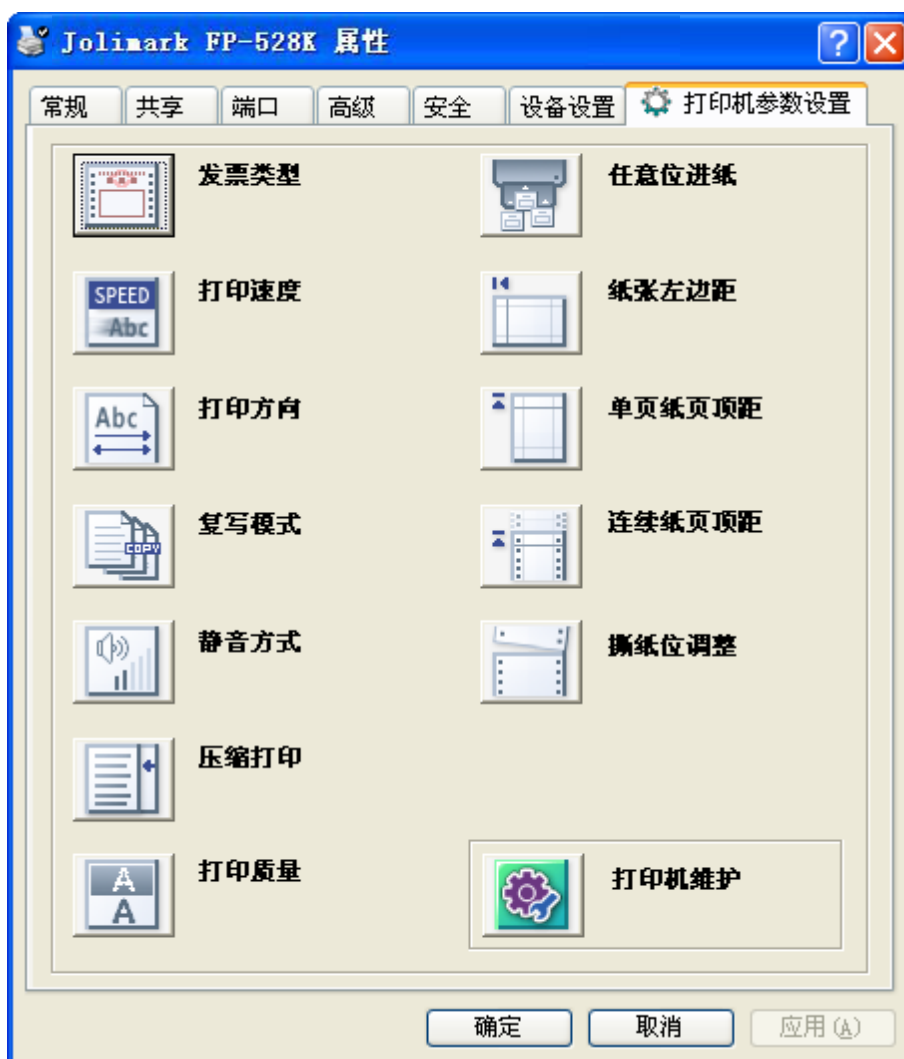 Jolimark FP-528K 属性
常规 共享 端口 高级 安全 设备设置 打印机参数设置
发票类型 任意位进纸
SPEED
Abc
打印速度 纸张左边距
Abc
打印方向 单页纸页顶距
COPY
复写模式 连续纸页顶距
静音方式 撕纸位调整
压缩打印
A
A
打印质量 打印机维护
确定 取消 应用(A)